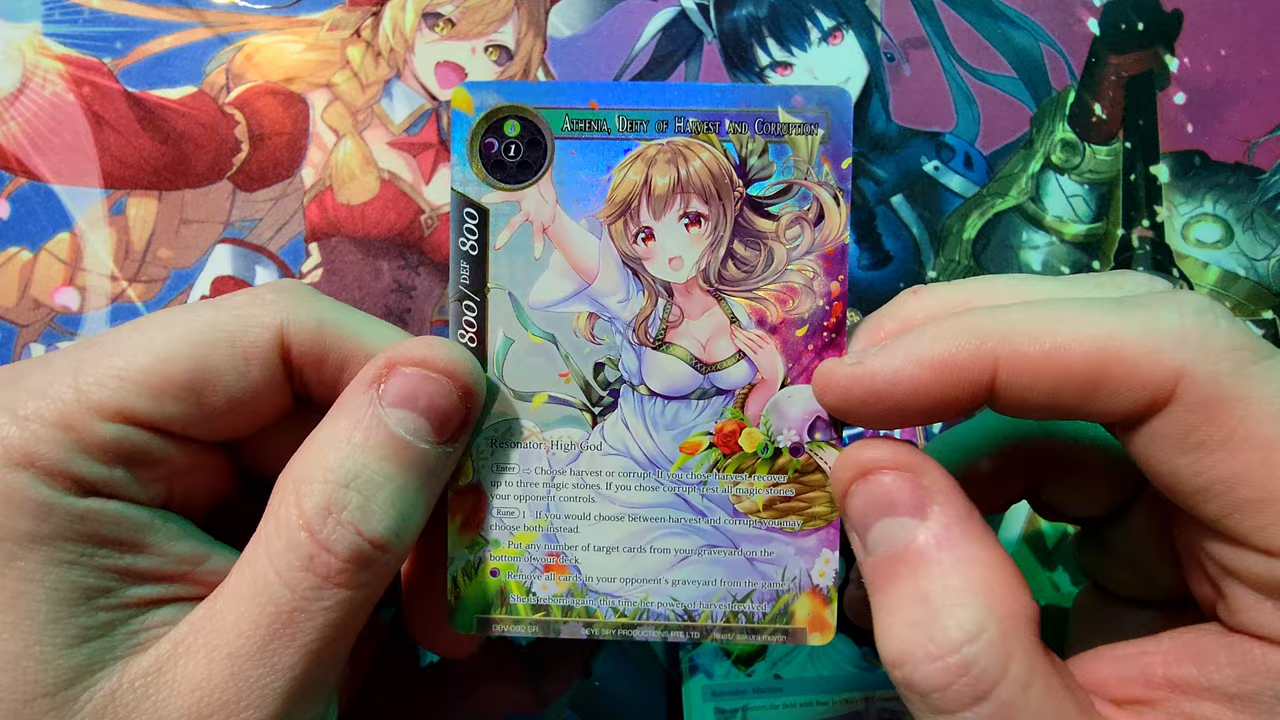 1
ATHENIA, DEITY OF HARVEST AND CORRUPTION
800/DEF 800
Resonator: High God
Enter ⇨ Choose harvest or corrupt. If you chose harvest, recover
up to three magic stones. If you chose corrupt, rest all magic stones
your opponent controls.
Rune 1 If you would choose between harvest and corrupt, you may
choose both instead.
Put any number of target cards from your graveyard on the
bottom of your deck.
Remove all cards in your opponent's graveyard from the game.
She is reborn again, this time her power of harvest revived.
DBV-092 SR ©EYE SPY PRODUCTIONS PTE LTD Illust/ sakura moyon
Resonator: Machine